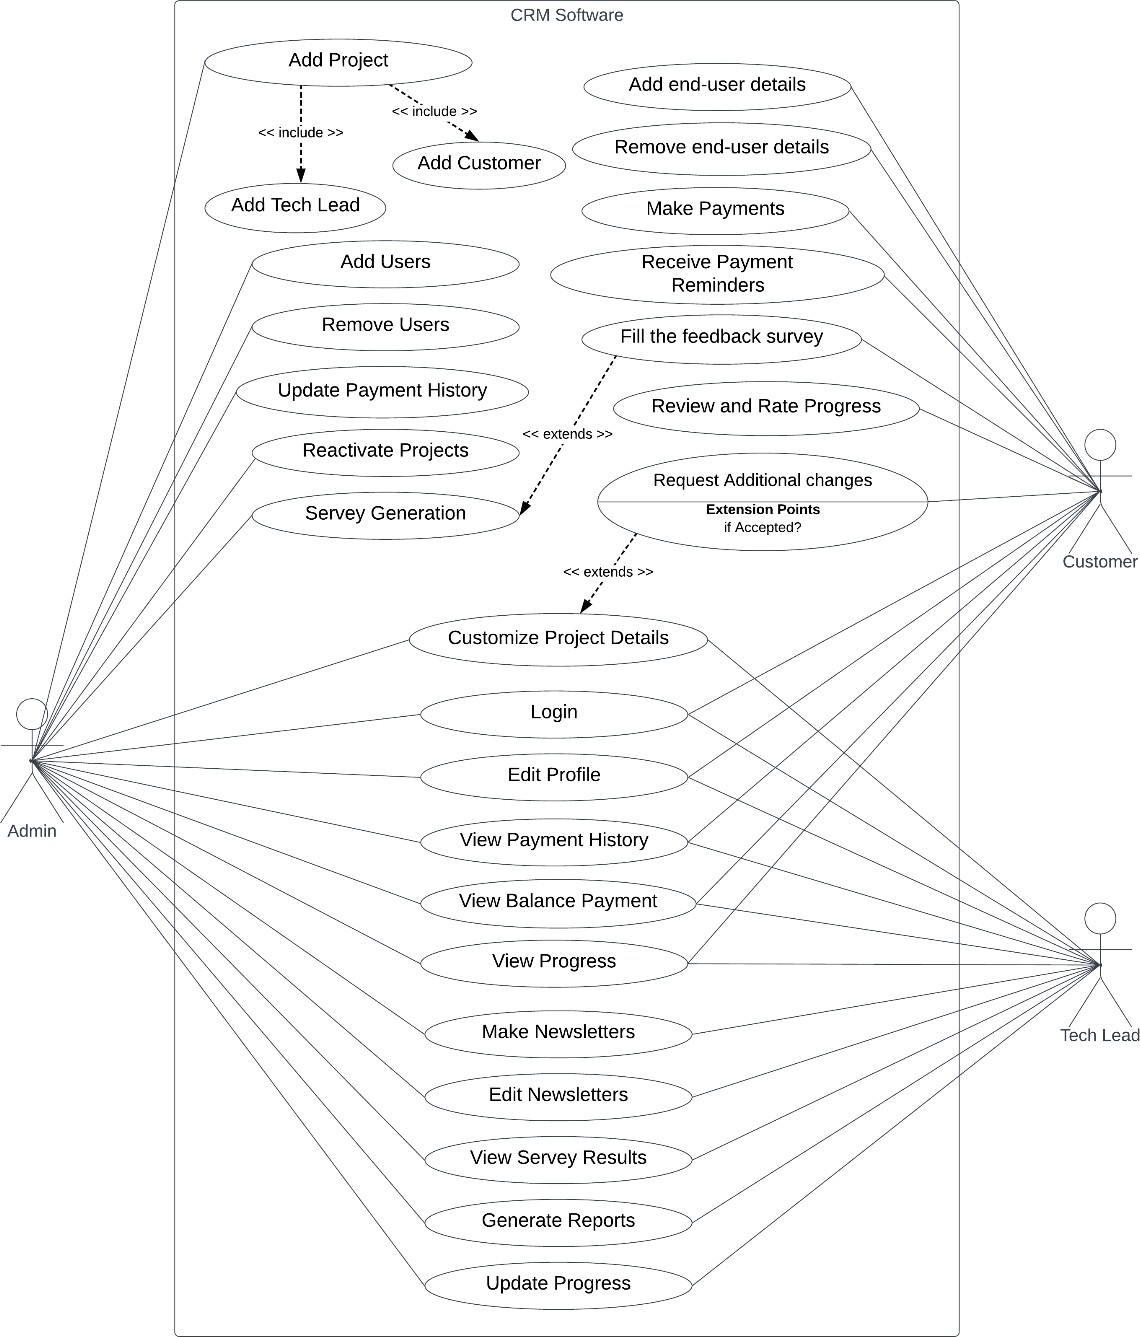 CRM Software
Add Project
<< include >>
<< include >>
Add Customer
Add Tech Lead
Add Users
Remove Users
Update Payment History
Reactivate Projects
Servey Generation
Add end-user details
Remove end-user details
Make Payments
Receive Payment
Reminders
Fill the feedback survey
<< extends >>
Review and Rate Progress
Request Additional changes
Extension Points
if Accepted?
<< extends >>
Customize Project Details
Login
Edit Profile
View Payment History
View Balance Payment
View Progress
Make Newsletters
Edit Newsletters
View Servey Results
Generate Reports
Update Progress
Admin
Customer
Tech Lead